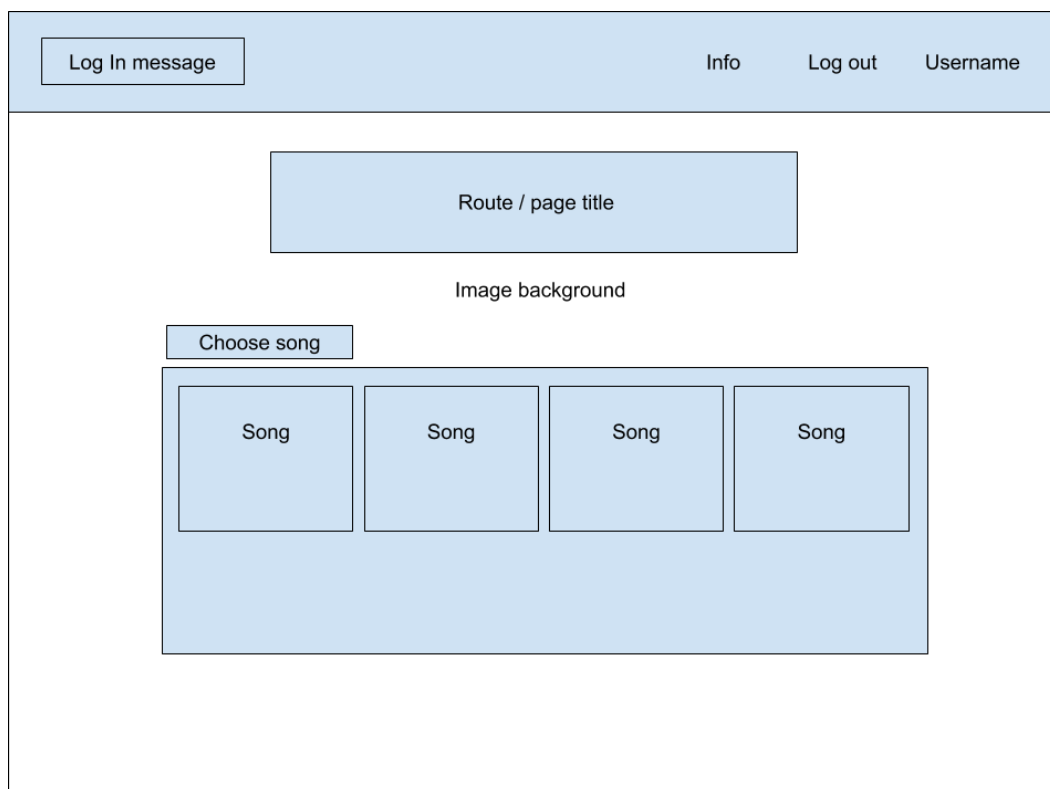 Log In message
Info
Log out
Username
Route / page title
Image background
Choose song
Song
Song
Song
Song